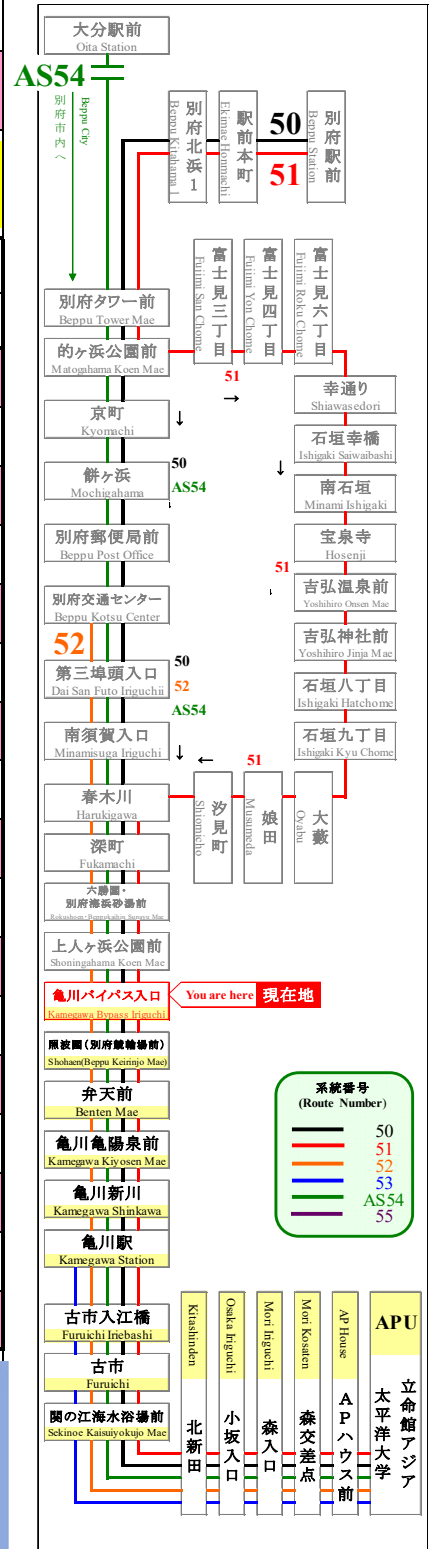 大分駅前
Oita Station
AS54
Beppu City
別府市内へ
別府北浜1
Beppu Kitahama 1
駅前本町
Ekimae Honmachi
50
51
別府駅前
Beppu Station
別府タワー前
Beppu Tower Mae
的ヶ浜公園前
Matogahama Koen Mae
富士見三丁目
Fujimi San Chome
富士見四丁目
Fujimi Yon Chome
富士見六丁目
Fujimi Roku Chome
51
→
京町
Kyomachi
↓
幸通り
Shiawasedori
石垣幸橋
Ishigaki Saiwaibashi
↓
餅ヶ浜
Mochigahama
50
AS54
南石垣
Minami Ishigaki
別府郵便局前
Beppu Post Office
宝泉寺
Hosenji
51
別府交通センター
Beppu Kotsu Center
吉弘温泉前
Yoshihiro Onsen Mae
52
吉弘神社前
Yoshihiro Jinja Mae
第三埠頭入口
Dai San Futo Iriguchii
50
52
AS54
石垣八丁目
Ishigaki Hatchome
南須賀入口
Minamisuga Iriguchi
↓ ← 51
石垣九丁目
Ishigaki Kyu Chome
春木川
Harukigawa
汐見町
Shiomicho
娘田
Musumeda
大藪
Oyabu
深町
Fukamachi
六勝園・
別府海浜砂湯前
Rokushoen・Beppukaihin Sunayu Mae
上人ヶ浜公園前
Shoningahama Koen Mae
亀川バイパス入口
Kamegawa Bypass Iriguchi
You are here 現在地
照波園(別府競輪場前)
Shohaen(Beppu Keirinjo Mae)
弁天前
Benten Mae
亀川亀陽泉前
Kamegawa Kiyosen Mae
亀川新川
Kamegawa Shinkawa
亀川駅
Kamegawa Station
系統番号
(Route Number)
50
51
52
53
AS54
55
古市入江橋
Furuichi Iriebashi
古市
Furuichi
関の江海水浴場前
Sekinoe Kaisuiyokujo Mae
Kitashinden
北新田
Osaka Iriguchi
小坂入口
Mori Iriguchi
森入口
Mori Kosaten
森交差点
AP House
APハウス前
APU
立命館アジア
太平洋大学